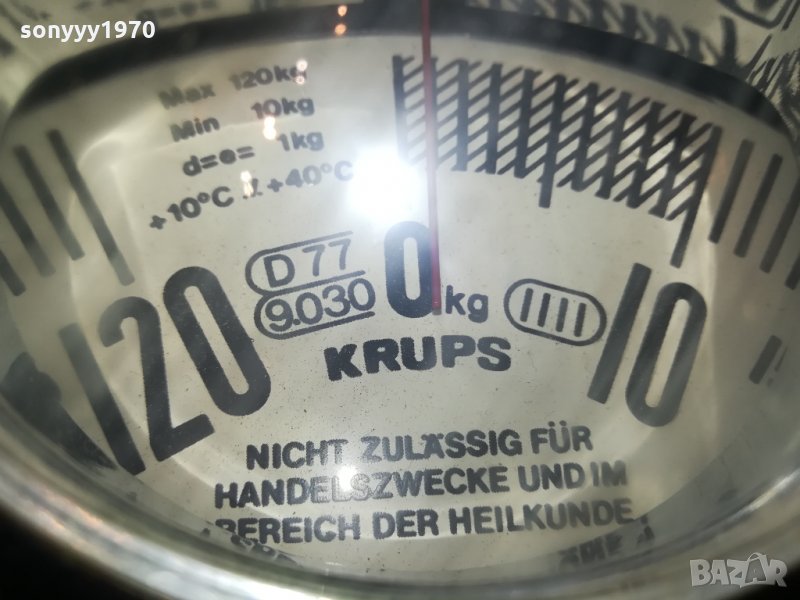 sonyyy1970
Max 120kg
Min 10kg
d=e= 1kg
+10°C +40°C
D 77
9.030
120
0 kg
10
KRUPS
NICHT ZULÄSSIG FÜR
HANDELSZWECKE UND IM
BEREICH DER HEILKUNDE
BAZAR